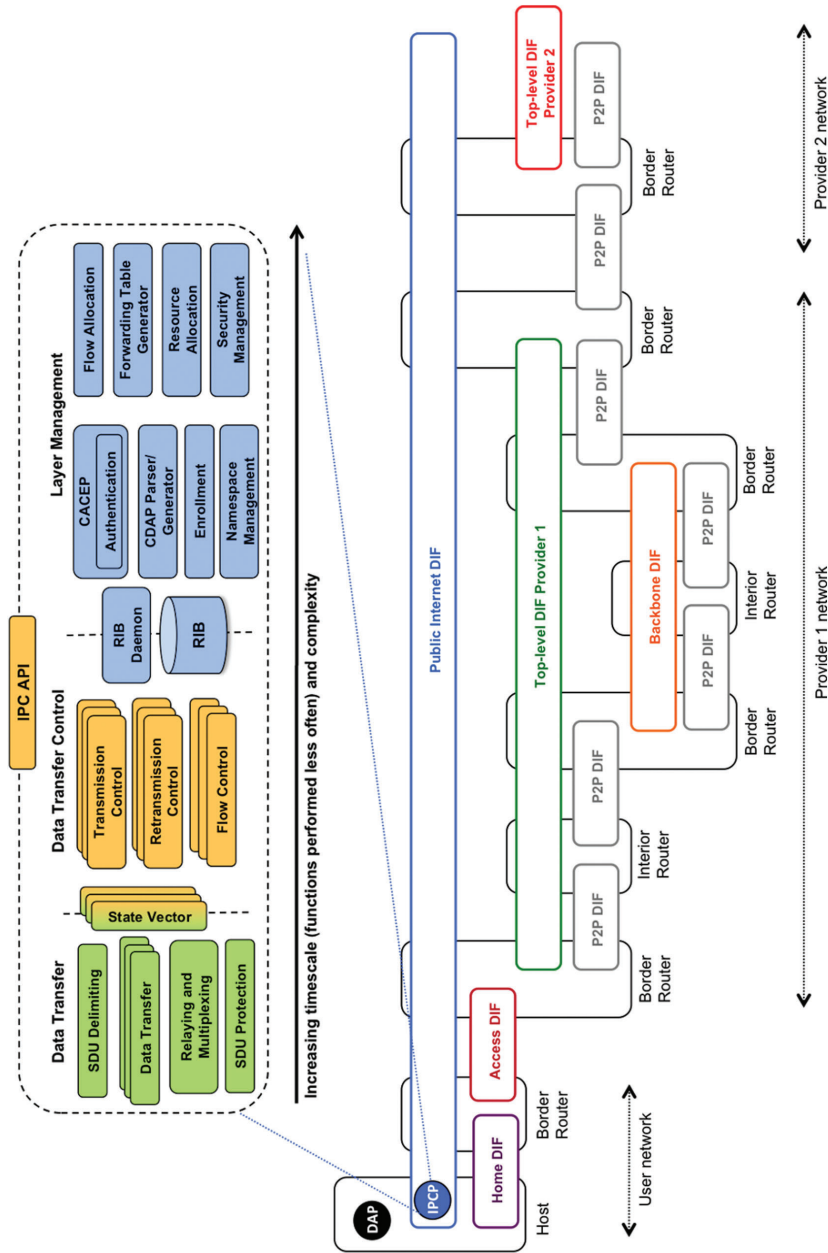 IPC API
Data Transfer
Data Transfer Control
Layer Management
SDU Delimiting
Data Transfer
Relaying and
Multiplexing
SDU Protection
State Vector
Transmission
Control
Retransmission
Control
Flow Control
RIB
Daemon
RIB
CACEP
Authentication
CDAP Parser/
Generator
Enrollment
Namespace
Management
Flow Allocation
Forwarding Table
Generator
Resource
Allocation
Security
Management
Increasing timescale (functions performed less often) and complexity
DAP
IPCP
Public Internet DIF
Home DIF
Access DIF
Top-level DIF Provider 1
Top-level DIF
Provider 2
P2P DIF
P2P DIF
P2P DIF
P2P DIF
P2P DIF
Backbone DIF
P2P DIF
P2P DIF
Host
Border
Router
Border
Router
Interior
Router
Border
Router
Interior
Router
Border
Router
Border
Router
Border
Router
P2P DIF
User network
Provider 1 network
Provider 2 network